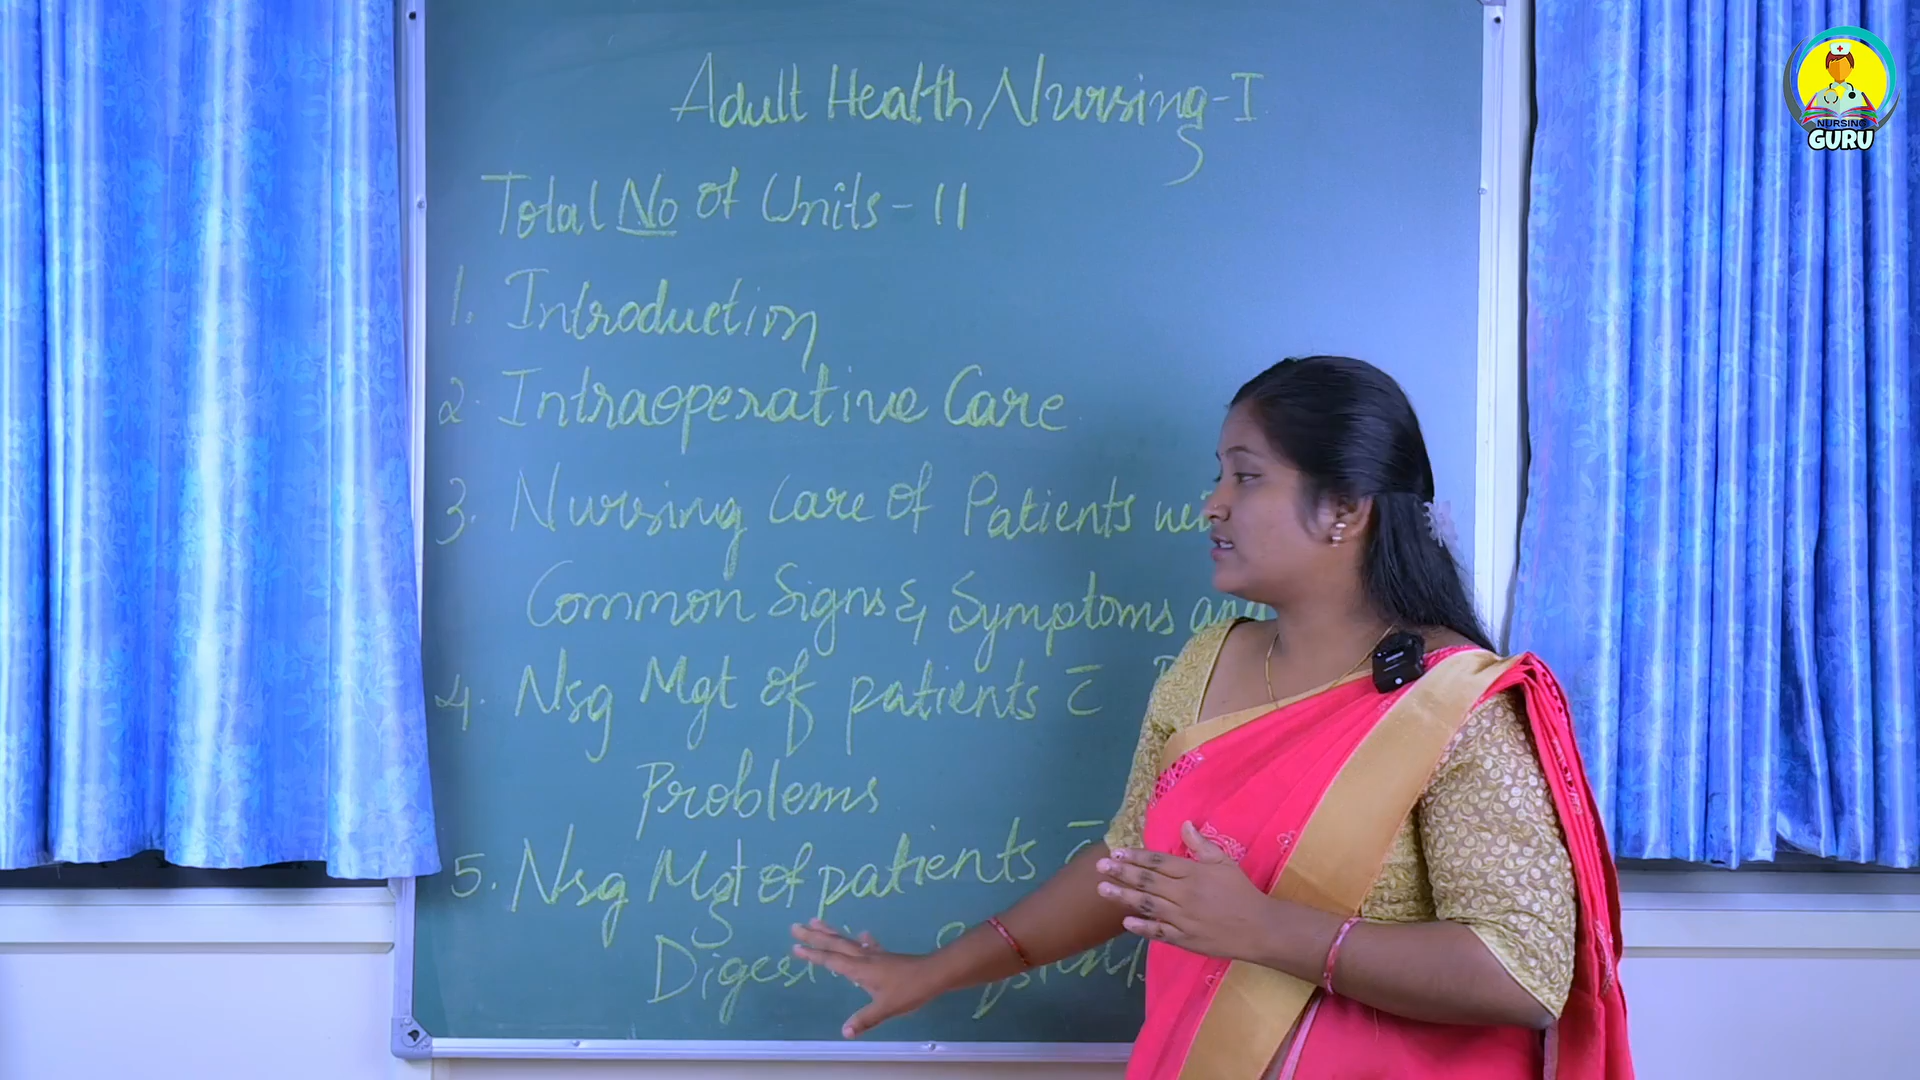 Adult Health Nursing-I
Total No of Units - 11
1. Introduction
2. Intraoperative Care
3. Nursing Care of Patients
Common Signs & Symptoms and
4. Nsg Mgt of patients c̄
Problems
5. Nsg Mgt of patients c̄
NURSING
GURU